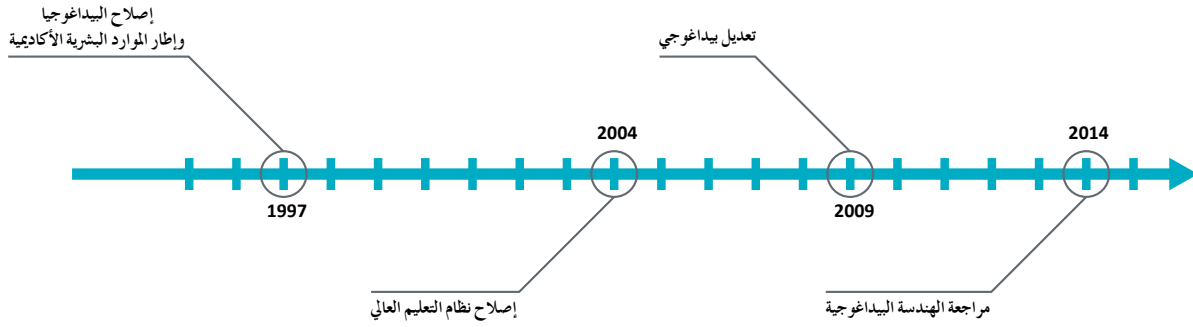 إصلاح البيداغوجيا
وإطار الموارد البشرية الأكاديمية
تعديل بيداغوجي
2004
2014
1997
2009
إصلاح نظام التعليم العالي
مراجعة الهندسة البيداغوجية